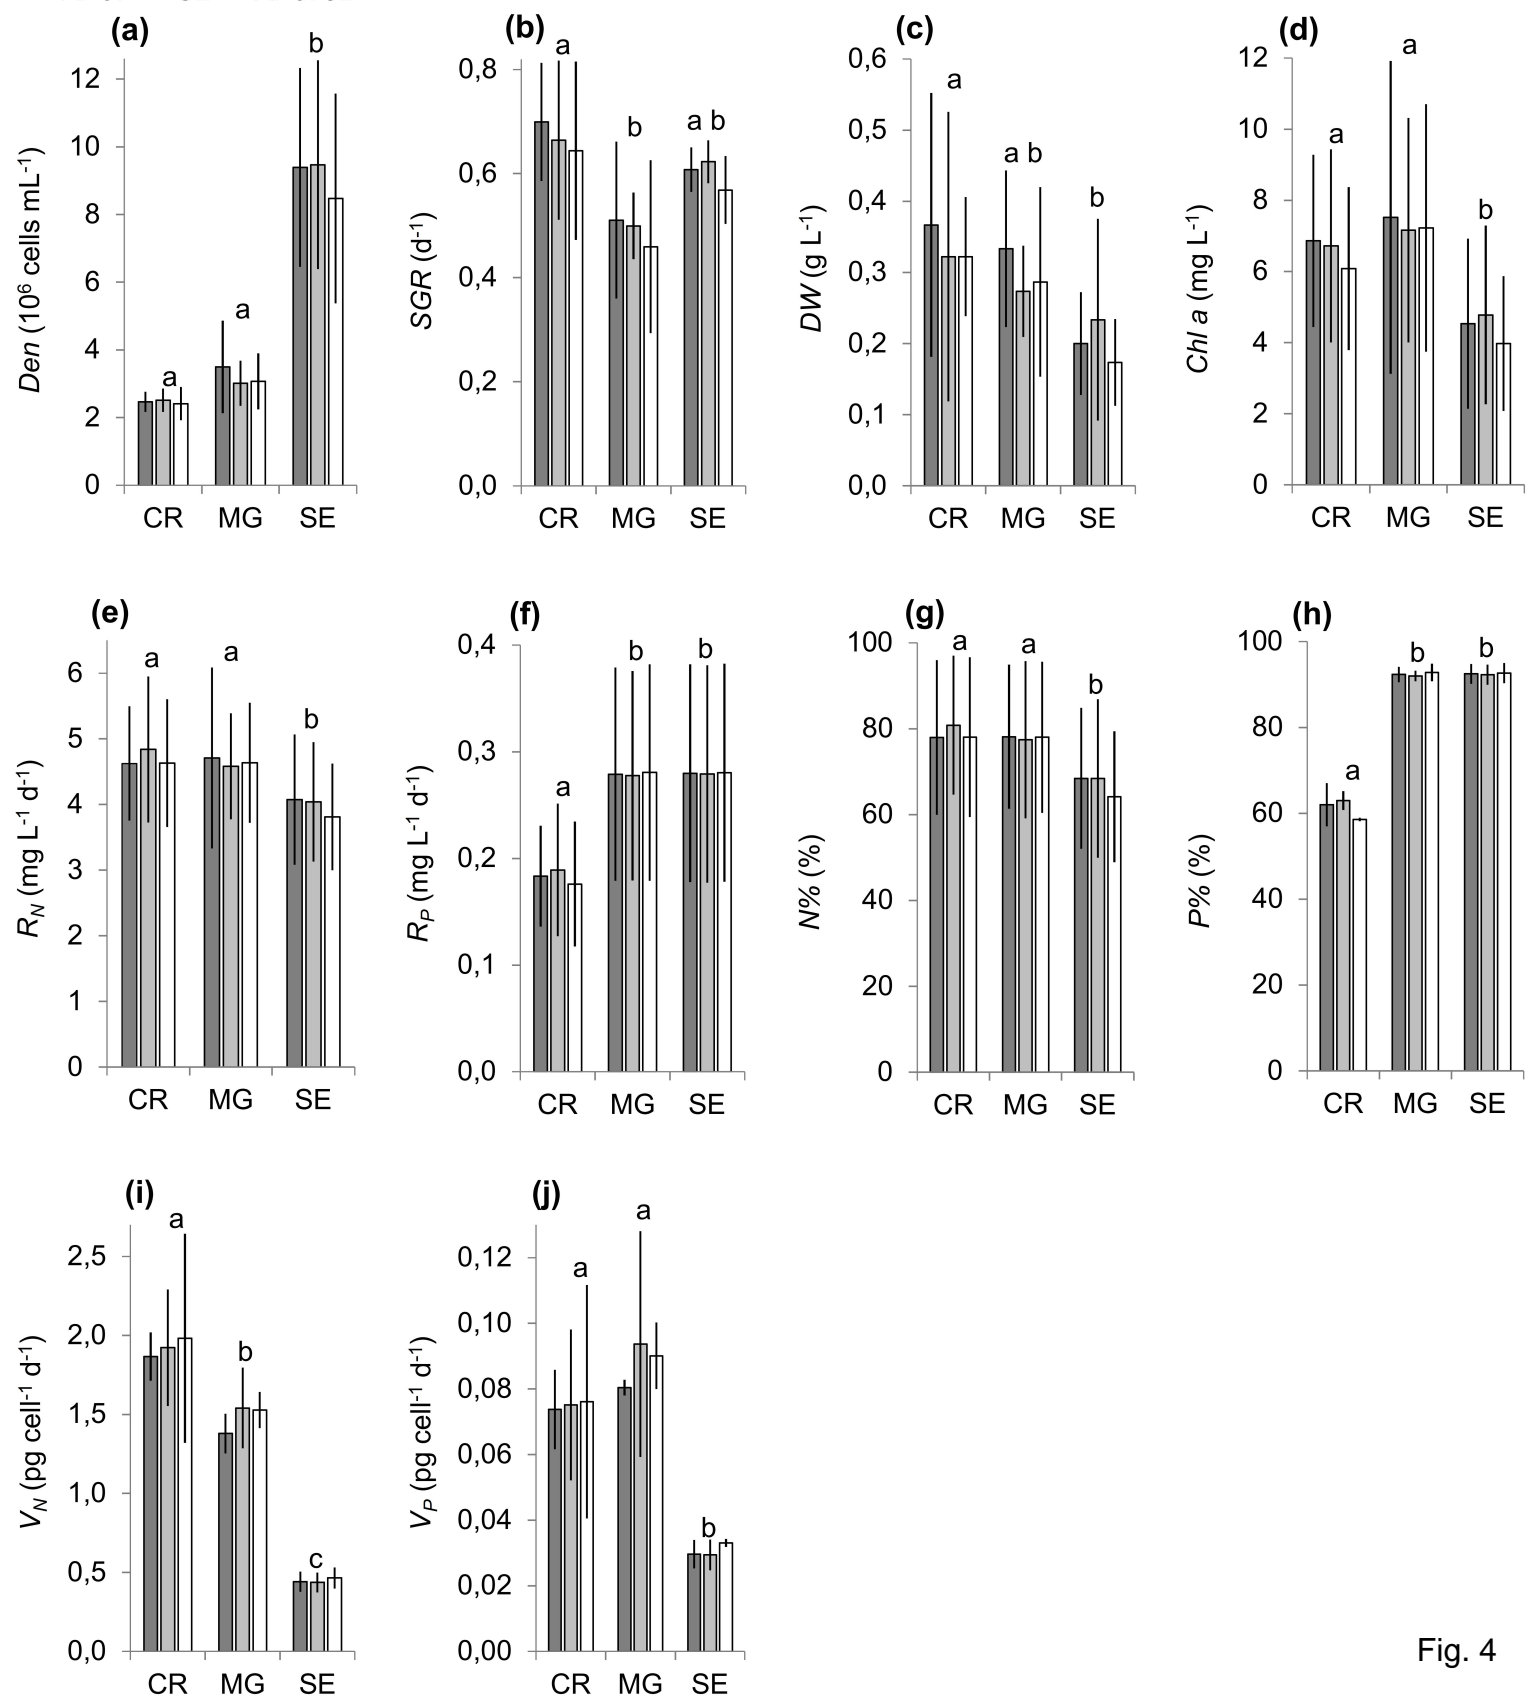 (a)
Den (10⁶ cells mL⁻¹)
12
10
8
6
4
2
0
a
a
b
CR MG SE
(b)
SGR (d⁻¹)
0,8
0,6
0,4
0,2
0,0
a
b
a b
CR MG SE
(c)
DW (g L⁻¹)
0,6
0,5
0,4
0,3
0,2
0,1
0,0
a
a b
b
CR MG SE
(d)
Chl a (mg L⁻¹)
12
10
8
6
4
2
0
a
a
b
CR MG SE
(e)
R_N (mg L⁻¹ d⁻¹)
6
5
4
3
2
1
0
a
a
b
CR MG SE
(f)
R_P (mg L⁻¹ d⁻¹)
0,4
0,3
0,2
0,1
0,0
a
b
b
CR MG SE
(g)
N% (%)
100
80
60
40
20
0
a
a
b
CR MG SE
(h)
P% (%)
100
80
60
40
20
0
a
b
b
CR MG SE
(i)
V_N (pg cell⁻¹ d⁻¹)
2,5
2,0
1,5
1,0
0,5
0,0
a
b
c
CR MG SE
(j)
V_P (pg cell⁻¹ d⁻¹)
0,12
0,10
0,08
0,06
0,04
0,02
0,00
a
a
b
CR MG SE
Fig. 4